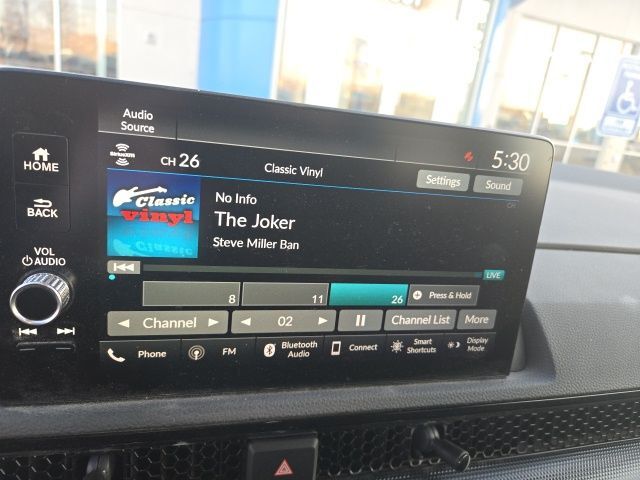 Audio
Source
SiriusXM
CH 26
Classic Vinyl
5:30
Settings
Sound
CH
HOME
BACK
VOL
AUDIO
Classic
vinyl
No Info
The Joker
Steve Miller Ban
LIVE
8
11
26
Press & Hold
Channel
02
Channel List
More
Phone
FM
Bluetooth
Audio
Connect
Smart
Shortcuts
Display
Mode